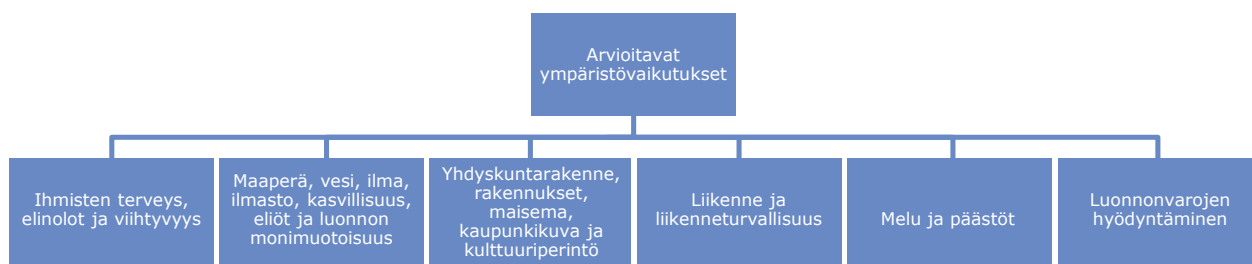 Arvioitavat
ympäristövaikutukset
Ihmisten terveys,
elinolot ja viihtyvyys
Maaperä, vesi, ilma,
ilmasto, kasvillisuus,
eliöt ja luonnon
monimuotoisuus
Yhdyskuntarakenne,
rakennukset,
maisema,
kaupunkikuva ja
kulttuuriperintö
Liikenne ja
liikenneturvallisuus
Melu ja päästöt
Luonnonvarojen
hyödyntäminen